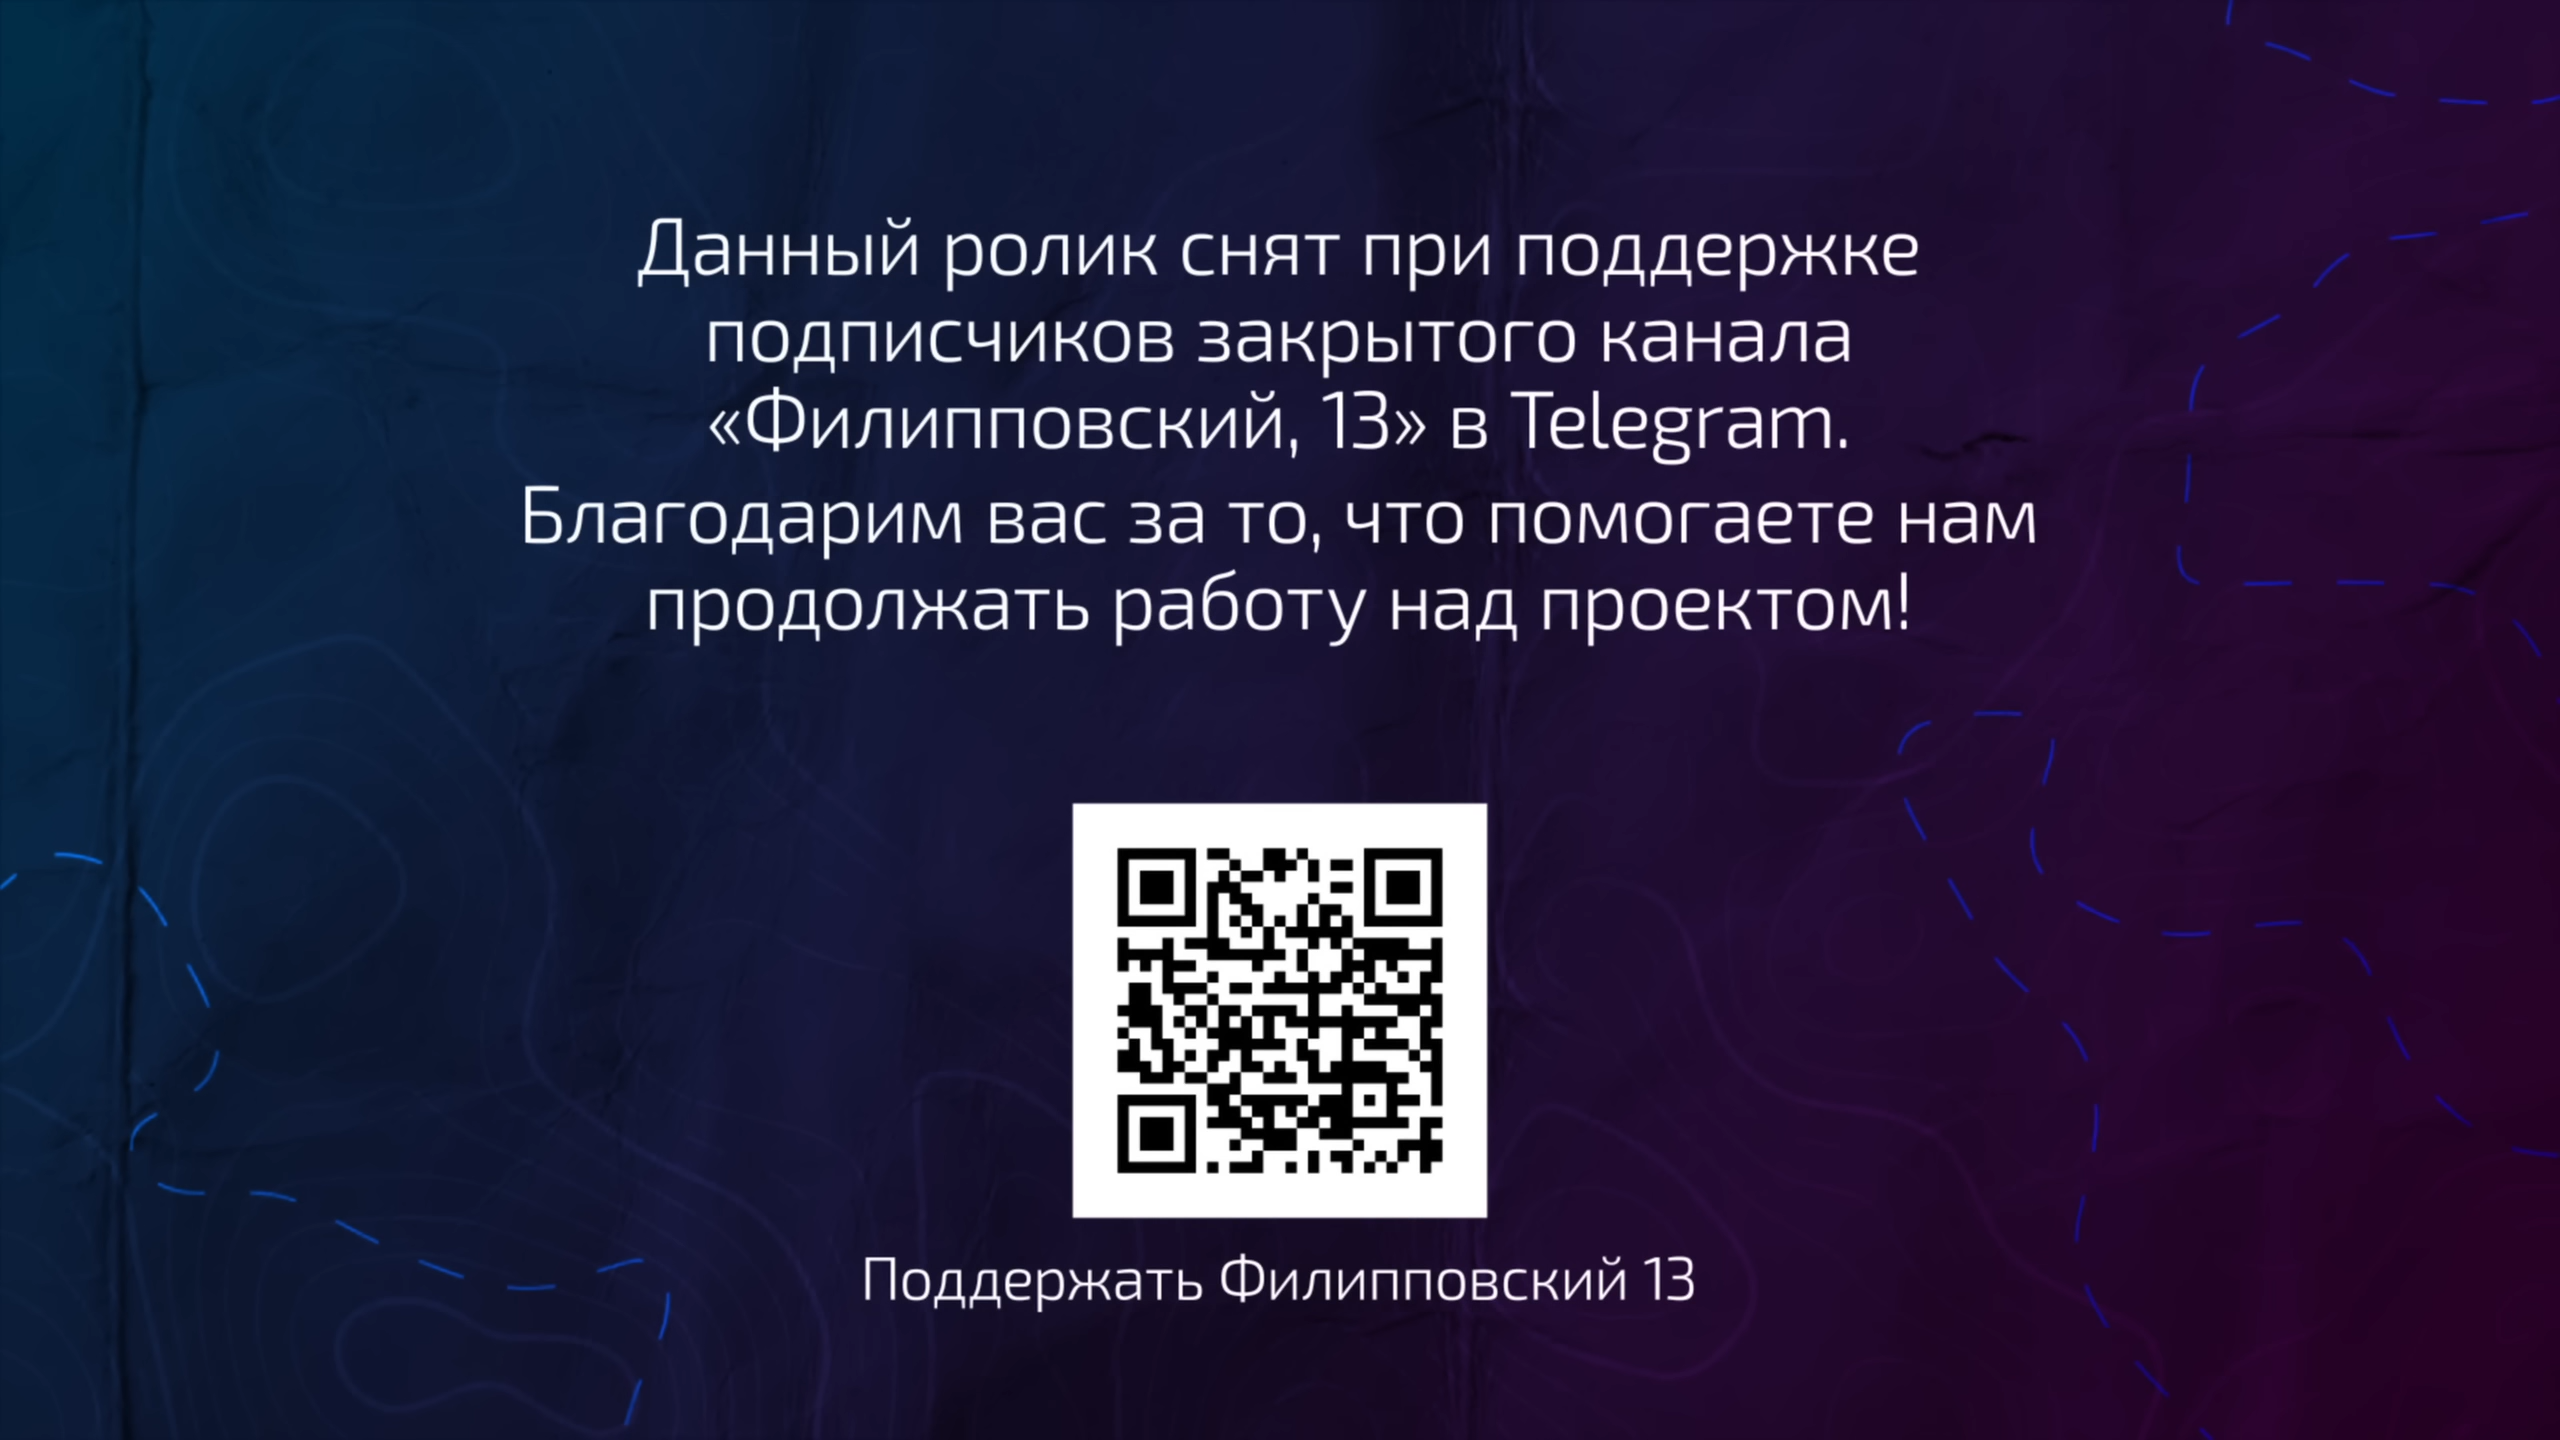 Данный ролик снят при поддержке
подписчиков закрытого канала
«Филипповский, 13» в Telegram.
Благодарим вас за то, что помогаете нам
продолжать работу над проектом!
Поддержать Филипповский 13